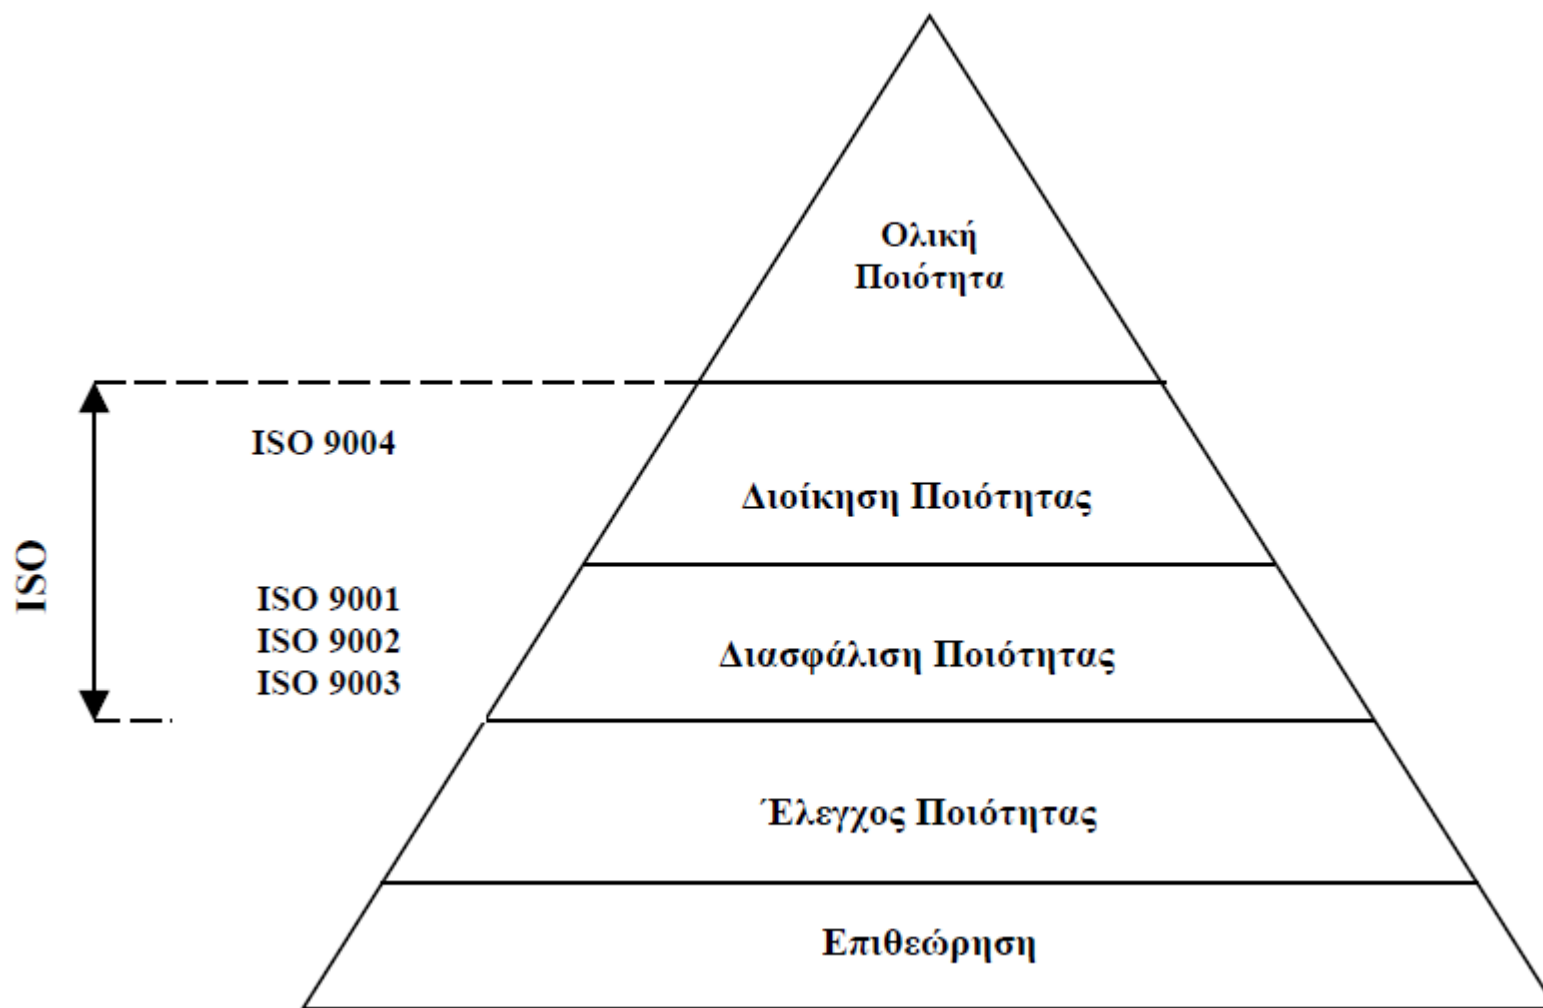 Ολική
Ποιότητα
ISO 9004
Διοίκηση Ποιότητας
ISO
ISO 9001
ISO 9002
ISO 9003
Διασφάλιση Ποιότητας
Έλεγχος Ποιότητας
Επιθεώρηση